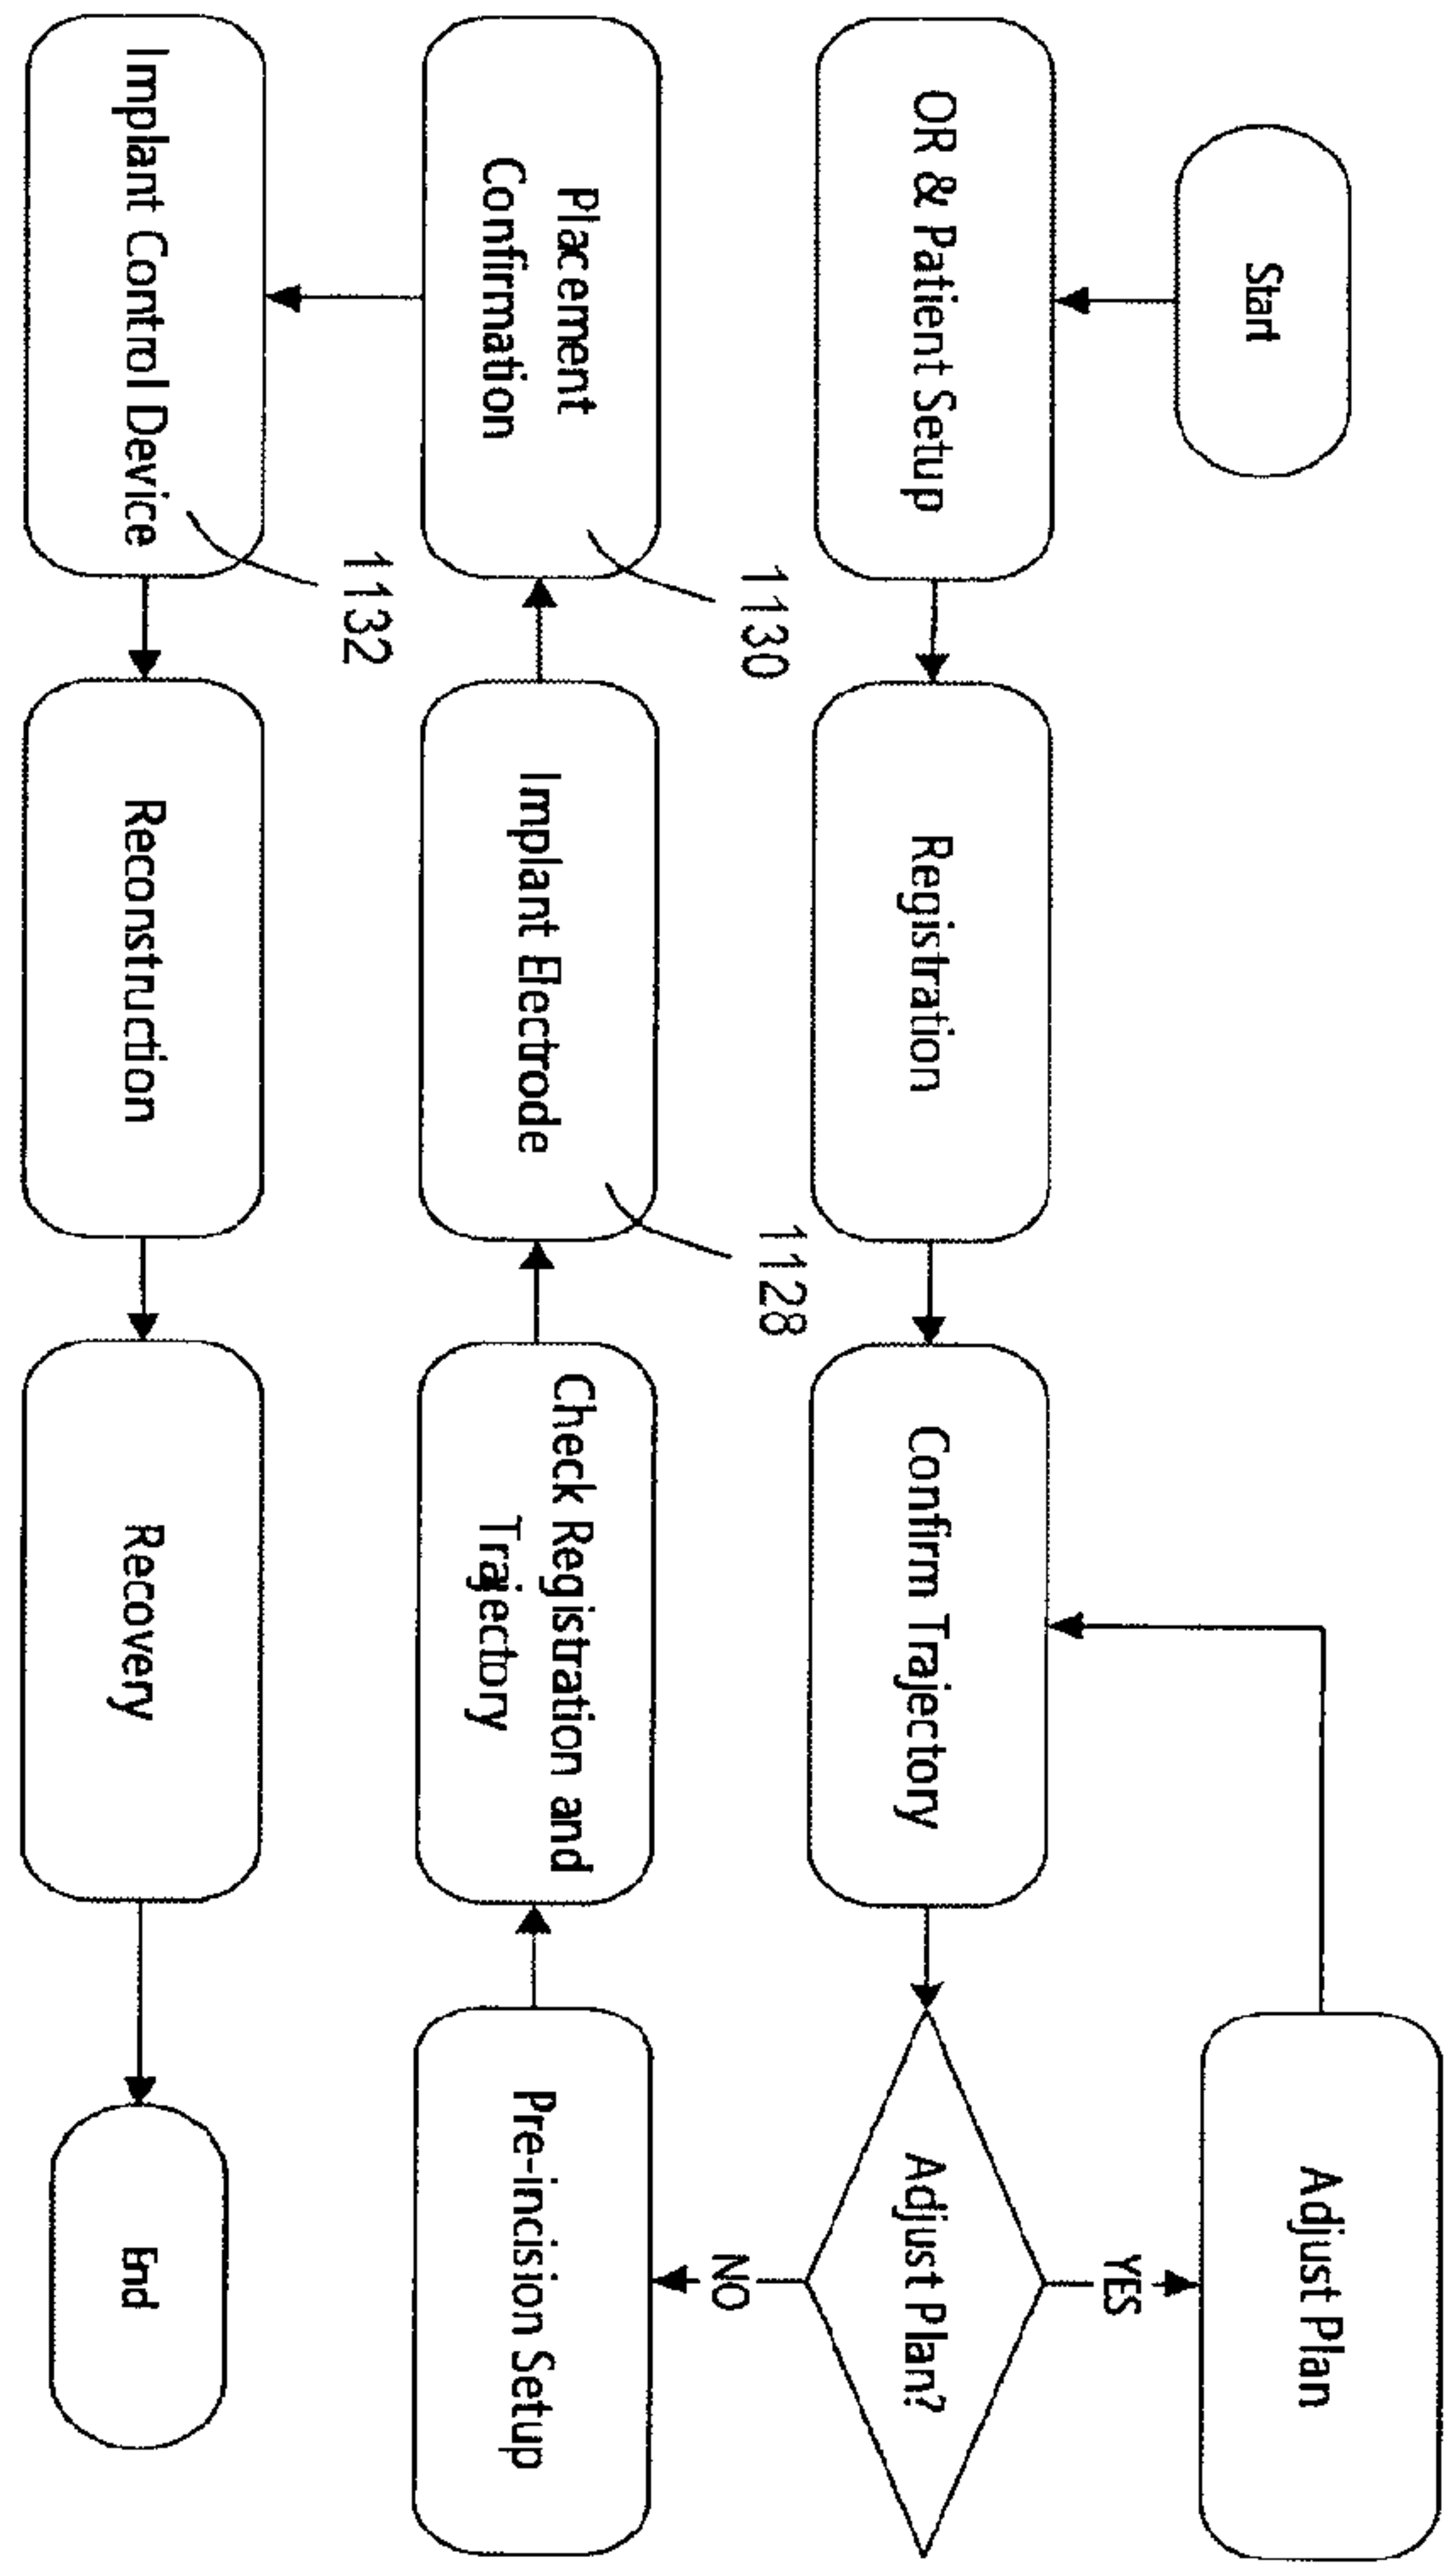 Start
Adjust Plan
YES
OR & Patient Setup
Registration
Confirm Trajectory
Adjust Plan?
NO
1130
1128
Placement
Confirmation
Implant Electrode
Check Registration and
Trajectory
Pre-incision Setup
1132
Implant Control Device
Reconstruction
Recovery
End